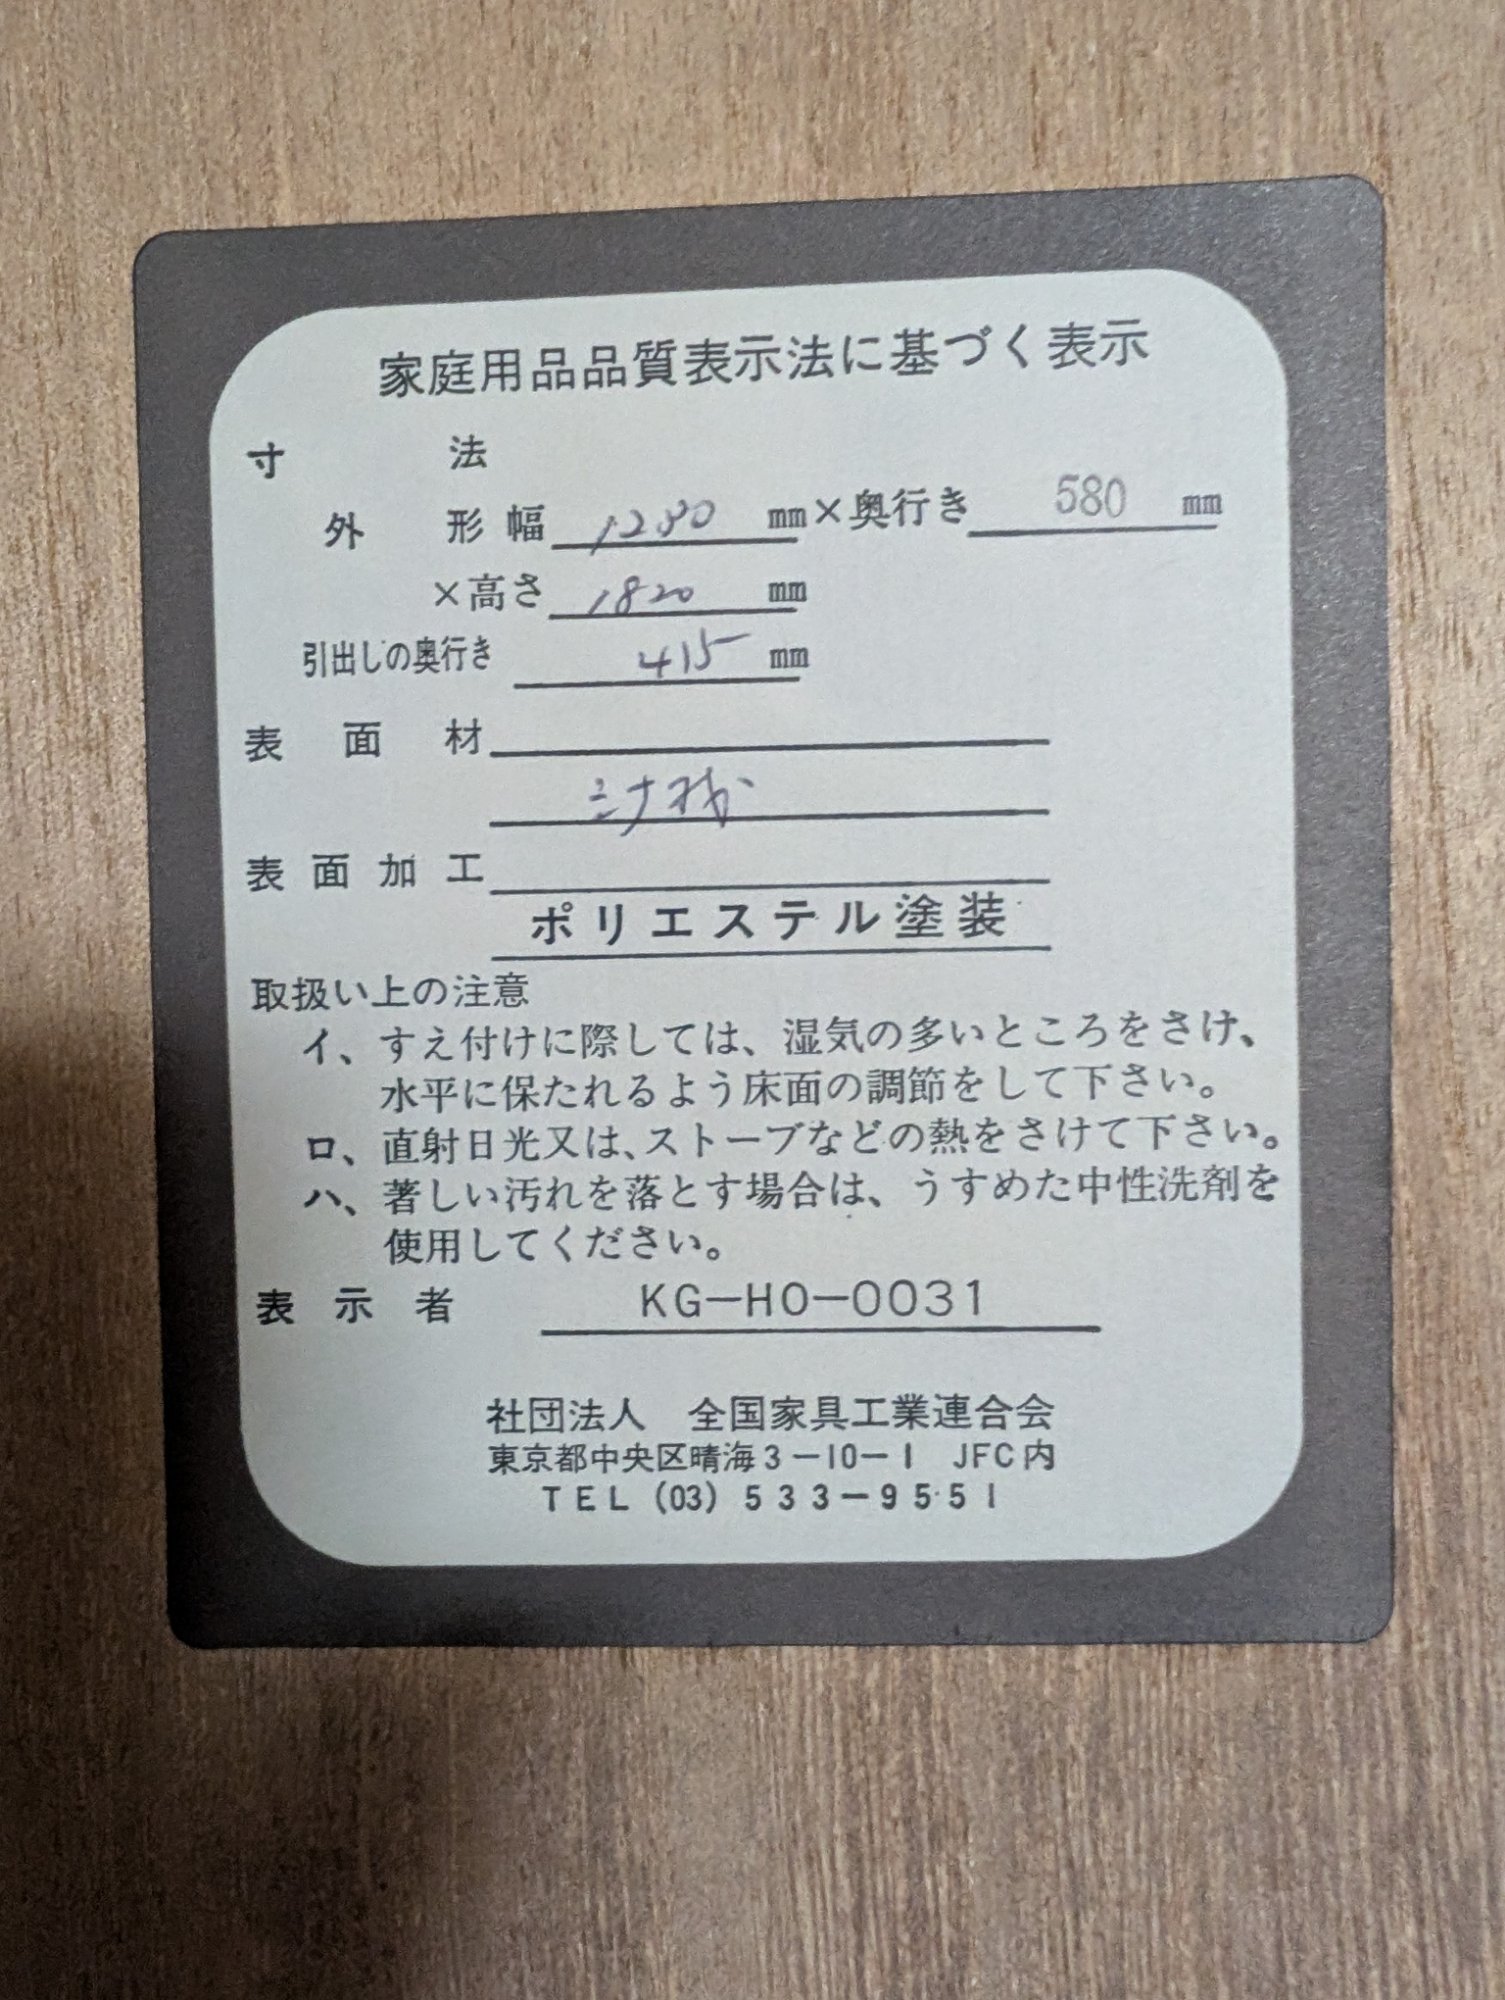 家庭用品品質表示法に基づく表示
寸法
外形幅 1230 mm×奥行き 580 mm
×高さ 1820 mm
引出しの奥行き 415 mm
表面材
表面加工
ポリエステル塗装
取扱い上の注意
イ、すえ付けに際しては、湿気の多いところをさけ、
水平に保たれるよう床面の調節をして下さい。
ロ、直射日光又は、ストーブなどの熱をさけて下さい。
ハ、著しい汚れを落とす場合は、うすめた中性洗剤を
使用してください。
表示者 KG-HO-0031
社団法人 全国家具工業連合会
東京都中央区晴海3-10-1 JFC内
TEL (03) 533-9551